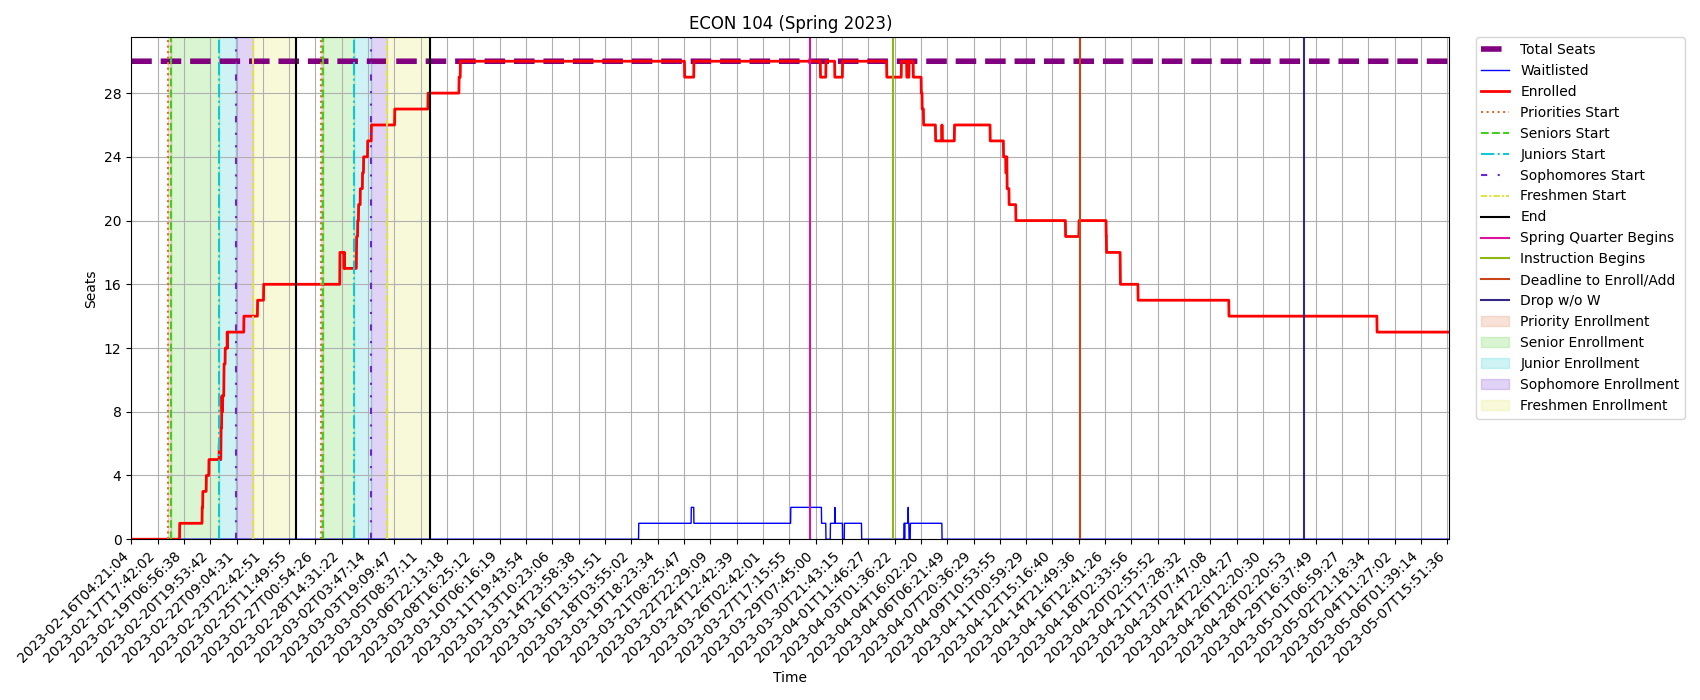 ECON 104 (Spring 2023)
Seats
28
24
20
16
12
8
4
0
2023-02-16T04:21:04
2023-02-17T17:42:02
2023-02-19T06:56:38
2023-02-20T19:53:42
2023-02-22T09:04:31
2023-02-23T22:42:51
2023-02-25T11:49:55
2023-02-27T00:54:26
2023-02-28T14:31:22
2023-03-02T03:47:14
2023-03-03T19:09:47
2023-03-05T08:37:11
2023-03-06T22:13:18
2023-03-08T16:25:12
2023-03-10T06:16:19
2023-03-11T19:43:54
2023-03-13T10:23:06
2023-03-14T23:58:38
2023-03-16T13:51:51
2023-03-18T03:55:02
2023-03-19T18:23:34
2023-03-21T08:25:47
2023-03-22T22:29:09
2023-03-24T12:42:39
2023-03-26T02:42:01
2023-03-27T17:15:55
2023-03-29T07:45:00
2023-03-30T21:43:15
2023-04-01T11:46:27
2023-04-03T01:36:22
2023-04-04T16:02:20
2023-04-06T06:21:49
2023-04-07T20:36:29
2023-04-09T10:53:55
2023-04-11T00:59:29
2023-04-12T15:16:40
2023-04-14T21:49:36
2023-04-16T12:41:26
2023-04-18T02:33:56
2023-04-20T02:55:52
2023-04-21T17:28:32
2023-04-23T07:47:08
2023-04-24T22:04:27
2023-04-26T12:20:30
2023-04-28T02:20:53
2023-04-29T16:37:49
2023-05-01T06:59:27
2023-05-02T21:18:34
2023-05-04T11:27:02
2023-05-06T01:39:14
2023-05-07T15:51:36
Time
Total Seats
Waitlisted
Enrolled
Priorities Start
Seniors Start
Juniors Start
Sophomores Start
Freshmen Start
End
Spring Quarter Begins
Instruction Begins
Deadline to Enroll/Add
Drop w/o W
Priority Enrollment
Senior Enrollment
Junior Enrollment
Sophomore Enrollment
Freshmen Enrollment